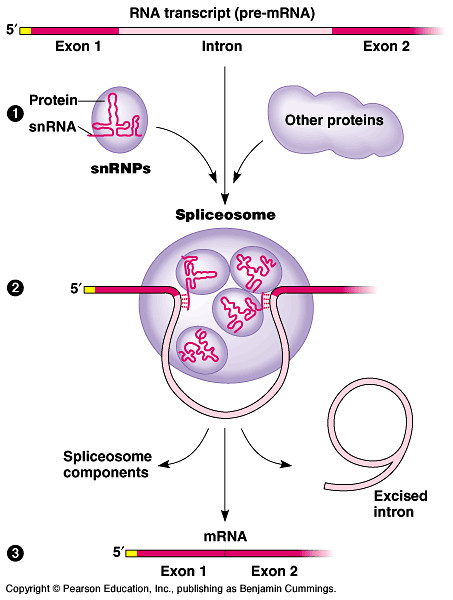 RNA transcript (pre-mRNA)
5′
Exon 1 Intron Exon 2
1
Protein
snRNA
snRNPs
Other proteins
Spliceosome
2
5′
Spliceosome
components
Excised
intron
mRNA
3
5′
Exon 1 Exon 2
Copyright © Pearson Education, Inc., publishing as Benjamin Cummings.